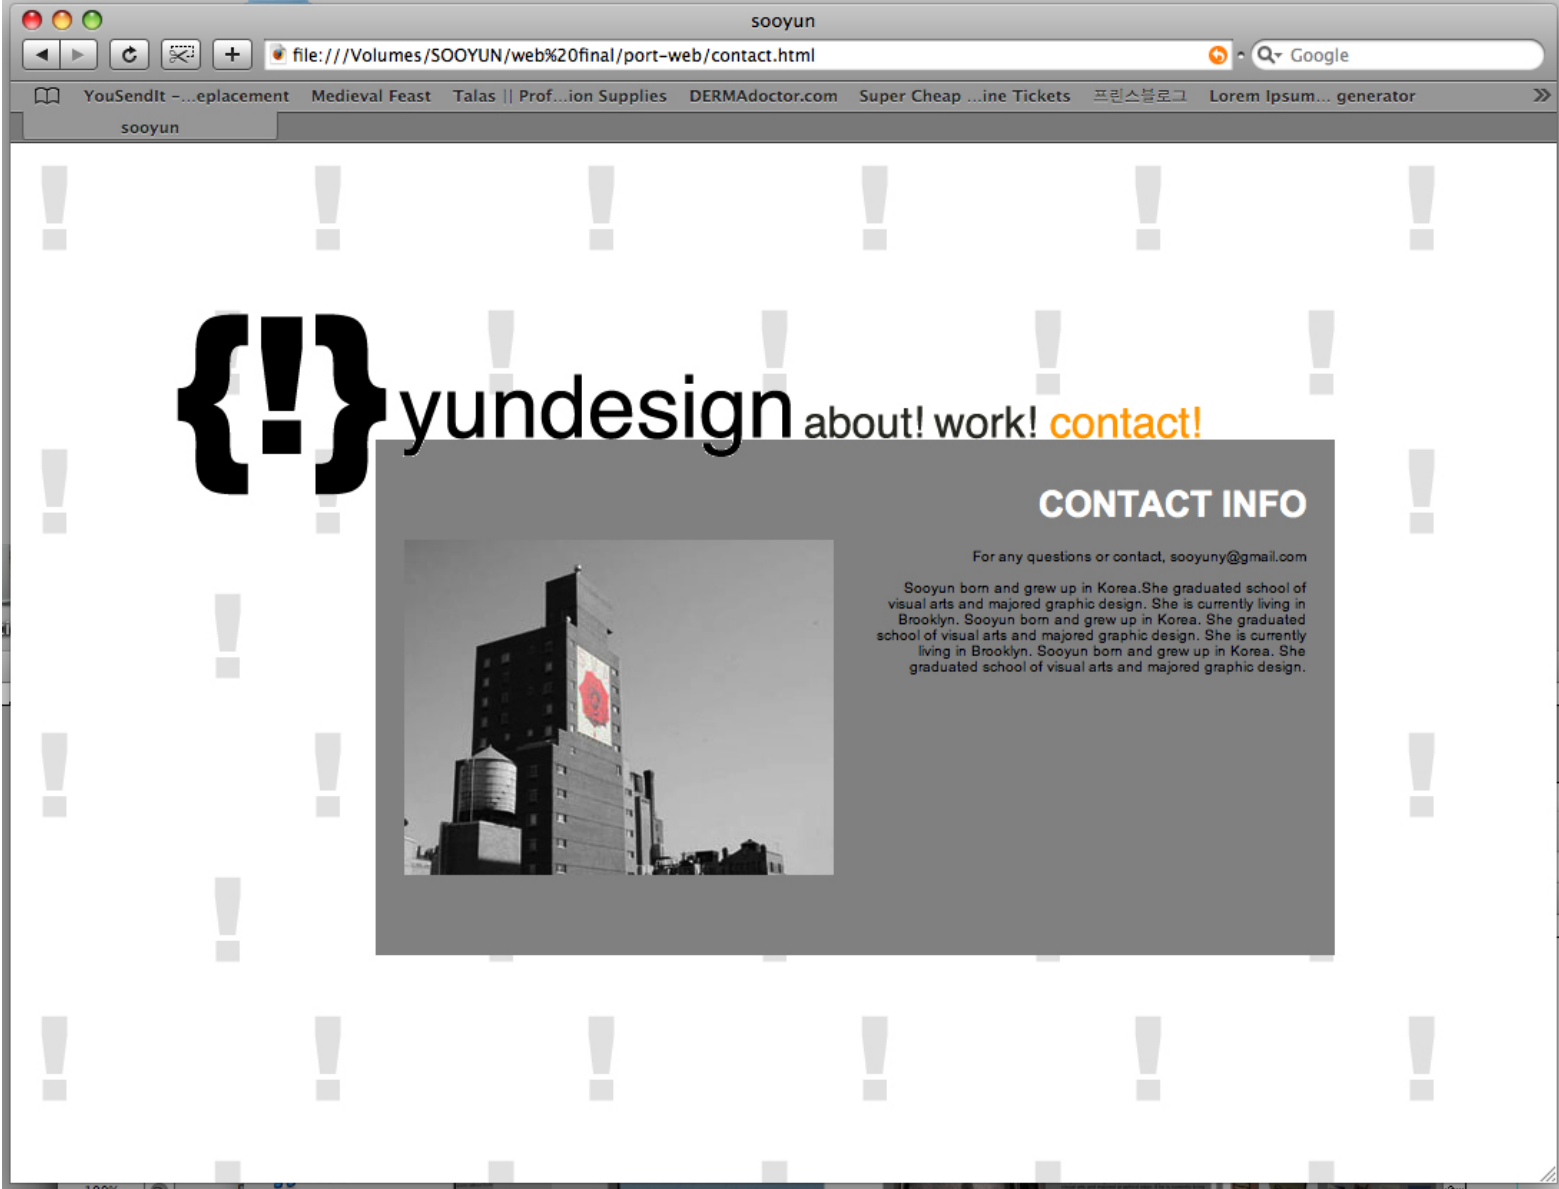 sooyun
file:///Volumes/SOOYUN/web%20final/port-web/contact.html
Google
YouSendIt -...eplacement Medieval Feast Talas || Prof...ion Supplies DERMAdoctor.com Super Cheap ...ine Tickets 프린스블로그 Lorem Ipsum... generator
sooyun
{!} yundesign about! work! contact!
CONTACT INFO
For any questions or contact, sooyuny@gmail.com
Sooyun born and grew up in Korea.She graduated school of
visual arts and majored graphic design. She is currently living in
Brooklyn. Sooyun born and grew up in Korea. She graduated
school of visual arts and majored graphic design. She is currently
living in Brooklyn. Sooyun born and grew up in Korea. She
graduated school of visual arts and majored graphic design.